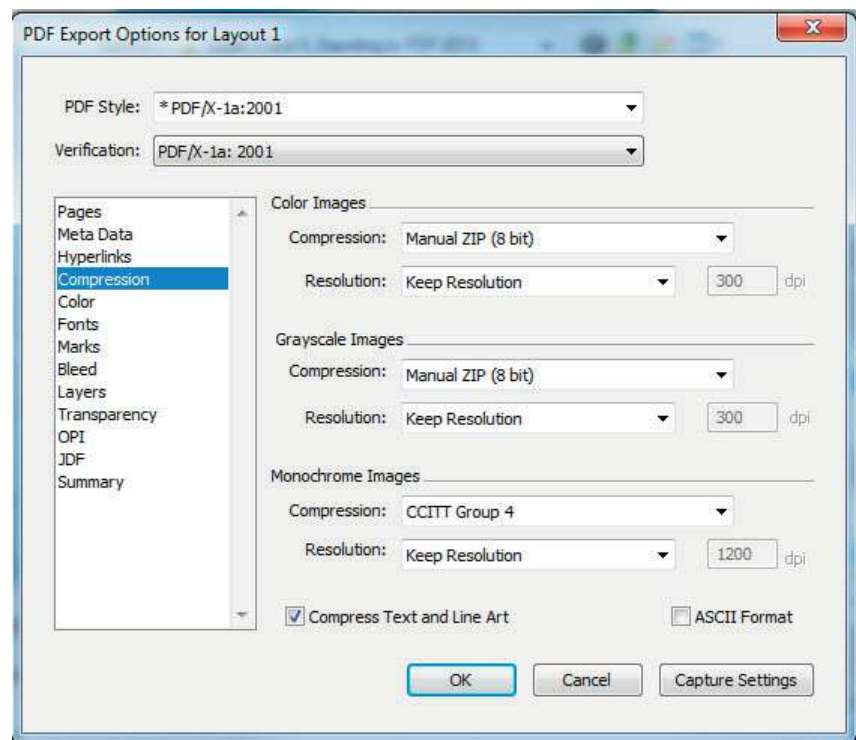 PDF Export Options for Layout 1
PDF Style: * PDF/X-1a:2001
Verification: PDF/X-1a: 2001
Pages
Meta Data
Hyperlinks
Compression
Color
Fonts
Marks
Bleed
Layers
Transparency
OPI
JDF
Summary
Color Images
Compression: Manual ZIP (8 bit)
Resolution: Keep Resolution 300 dpi
Grayscale Images
Compression: Manual ZIP (8 bit)
Resolution: Keep Resolution 300 dpi
Monochrome Images
Compression: CCITT Group 4
Resolution: Keep Resolution 1200 dpi
Compress Text and Line Art ASCII Format
OK Cancel Capture Settings